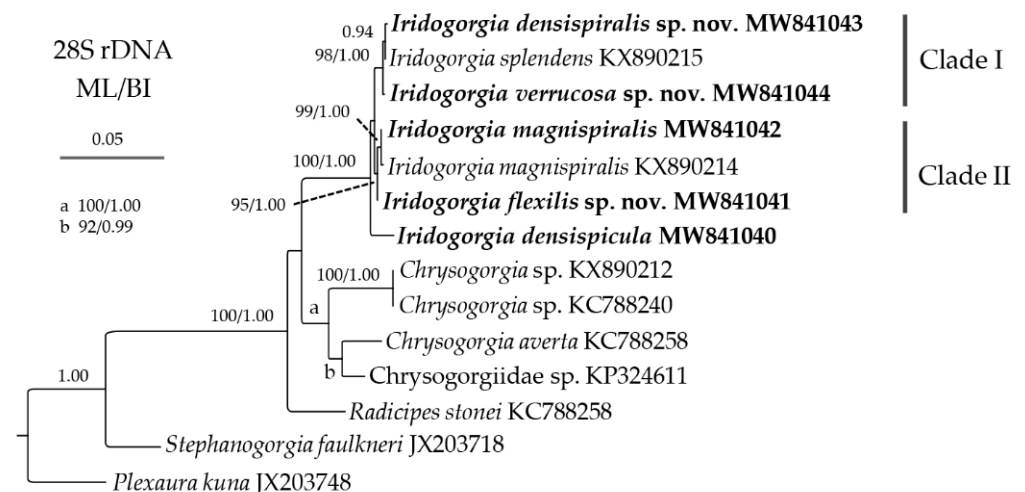 28S rDNA
ML/BI
0.05
a 100/1.00
b 92/0.99
0.94
98/1.00
99/1.00
100/1.00
95/1.00
100/1.00
a
b
100/1.00
1.00
Iridogorgia densispiralis sp. nov. MW841043
Iridogorgia splendens KX890215
Iridogorgia verrucosa sp. nov. MW841044
Iridogorgia magnispiralis MW841042
Iridogorgia magnispiralis KX890214
Iridogorgia flexilis sp. nov. MW841041
Iridogorgia densispicula MW841040
Chrysogorgia sp. KX890212
Chrysogorgia sp. KC788240
Chrysogorgia averta KC788258
Chrysogorgiidae sp. KP324611
Radicipes stonei KC788258
Stephanogorgia faulkneri JX203718
Plexaura kuna JX203748
Clade I
Clade II